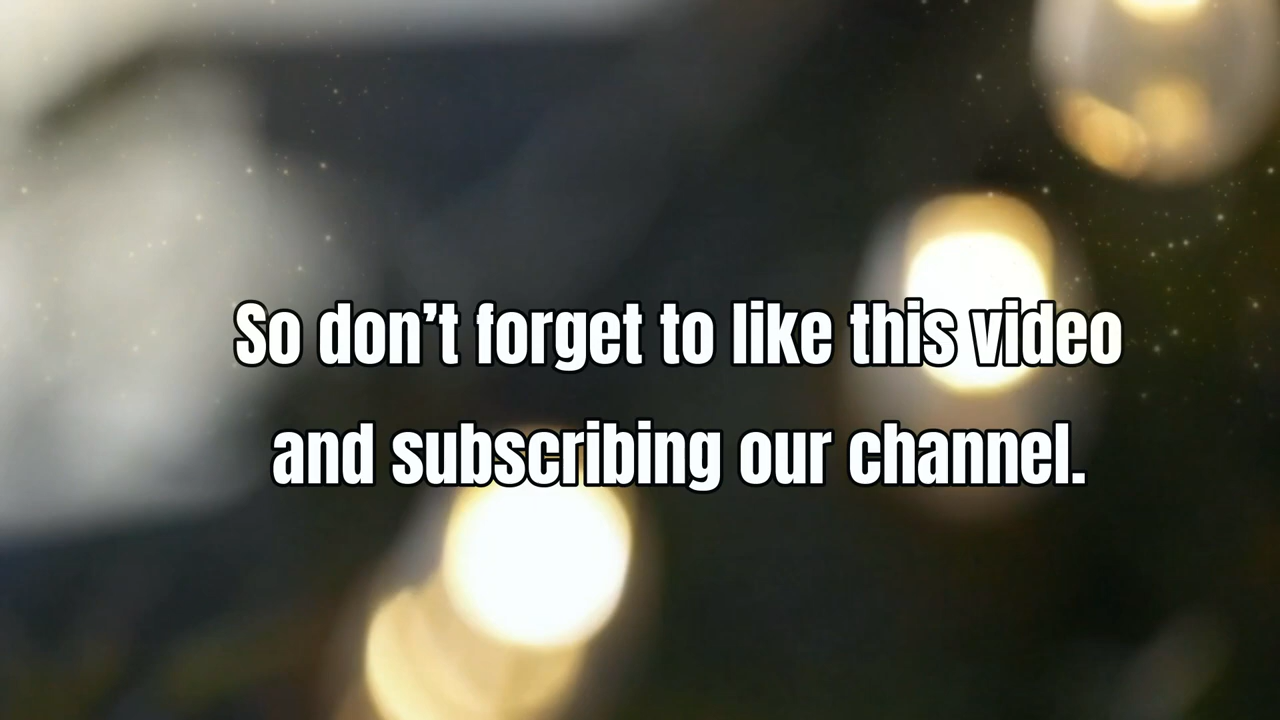 So don’t forget to like this video
and subscribing our channel.